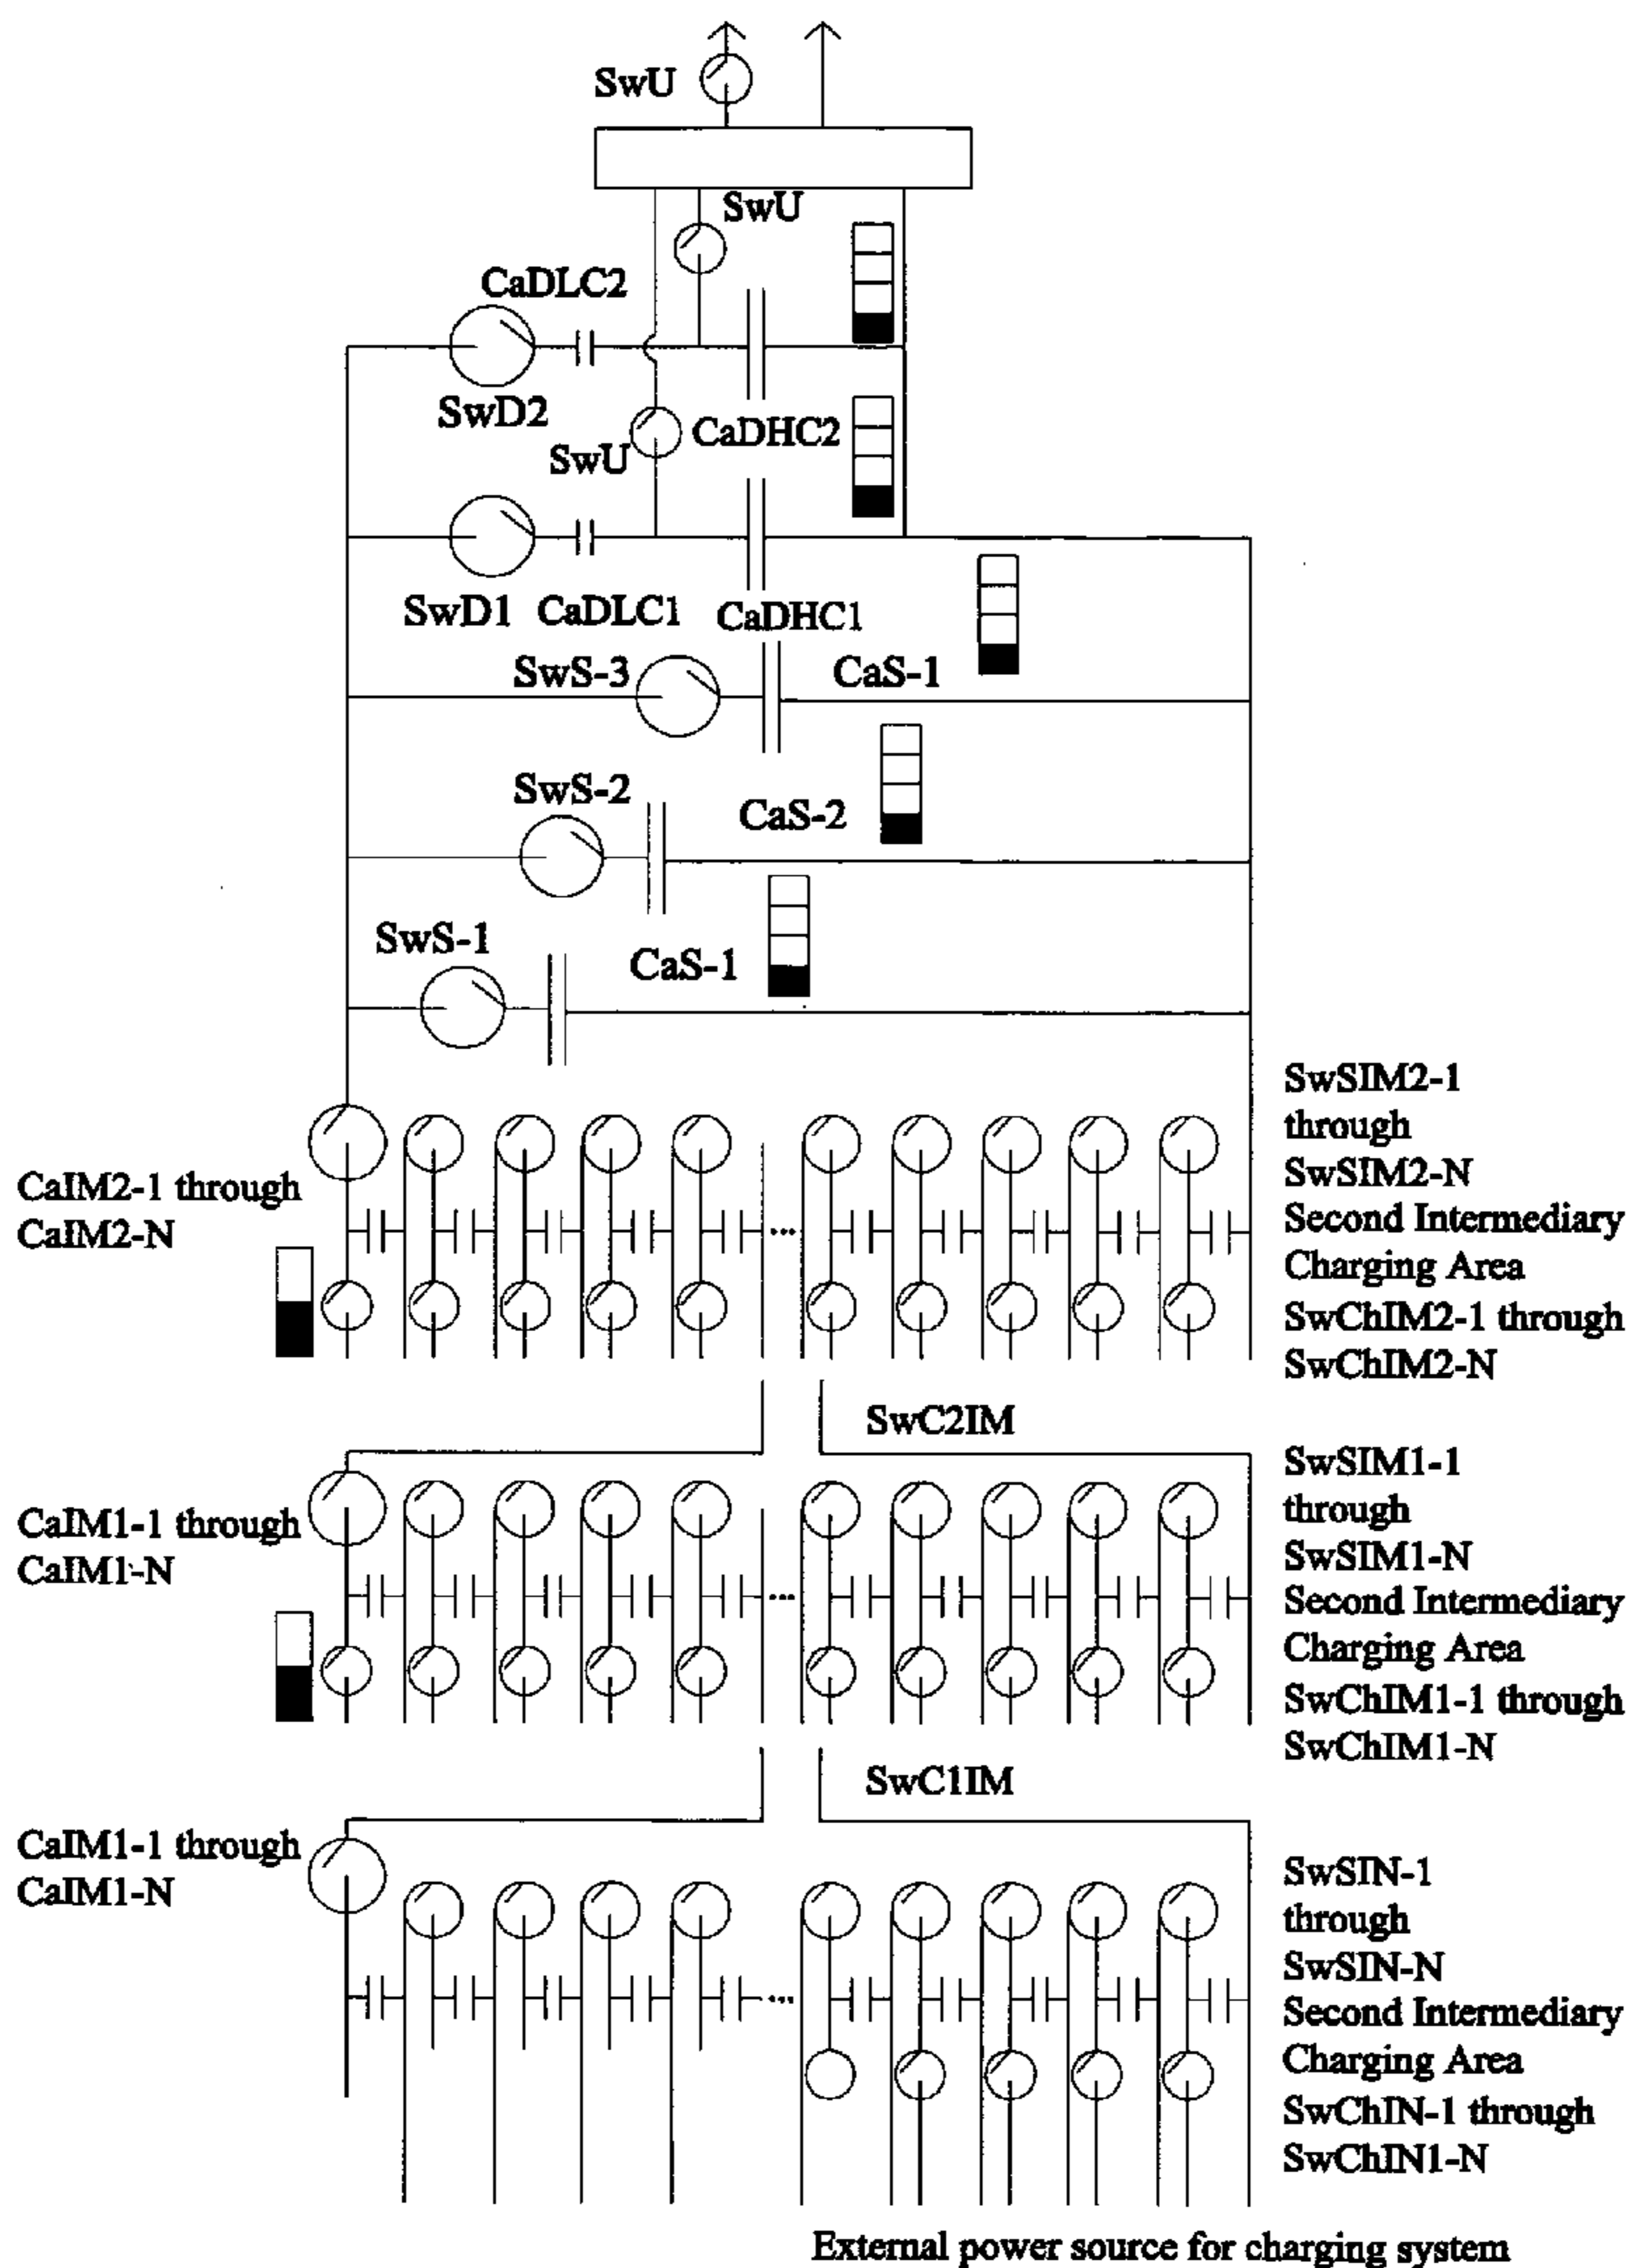 SwU
SwU
CaDLC2
SwD2
CaDHC2
SwU
SwD1
CaDLC1
CaDHC1
SwS-3
CaS-1
SwS-2
CaS-2
SwS-1
CaS-1
SwSIM2-1
through
SwSIM2-N
CaIM2-1 through
CaIM2-N
...
Second Intermediary
Charging Area
SwChIM2-1 through
SwChIM2-N
SwC2IM
SwSIM1-1
through
SwSIM1-N
CaIM1-1 through
CaIM1-N
...
Second Intermediary
Charging Area
SwChIM1-1 through
SwChIM1-N
SwC1IM
CaIM1-1 through
CaIM1-N
SwSIN-1
through
SwSIN-N
...
Second Intermediary
Charging Area
SwChIN-1 through
SwChIN1-N
External power source for charging system